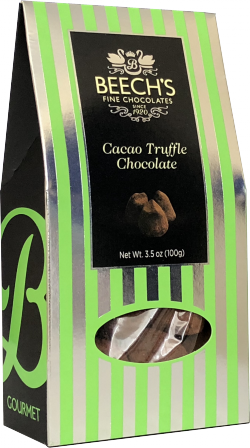 B
BEECH'S
FINE CHOCOLATES
SINCE
1920
Cacao Truffle
Chocolate
Net Wt. 3.5 oz (100g)
B
GOURMET